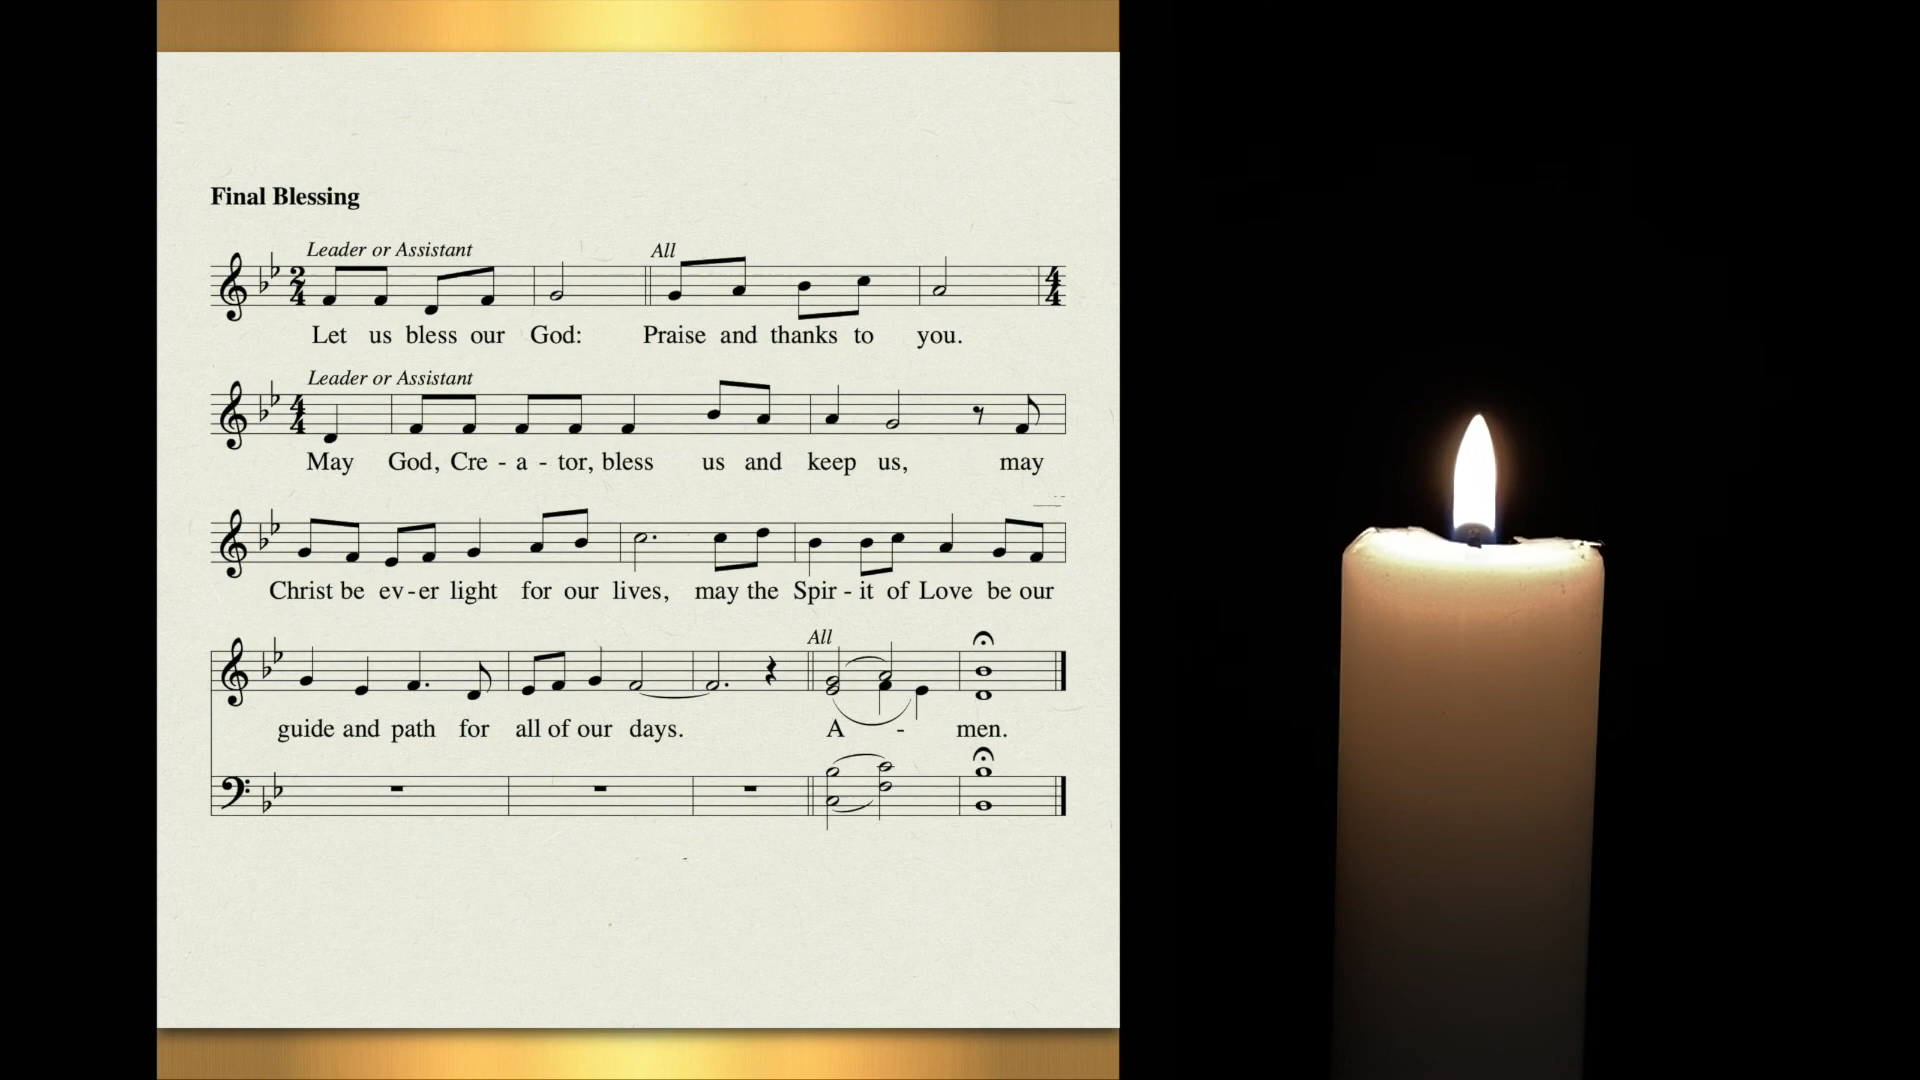 Final Blessing
Leader or Assistant All
Let us bless our God: Praise and thanks to you.
Leader or Assistant
May God, Cre - a - tor, bless us and keep us, may
Christ be ev - er light for our lives, may the Spir - it of Love be our
All
guide and path for all of our days. A - men.